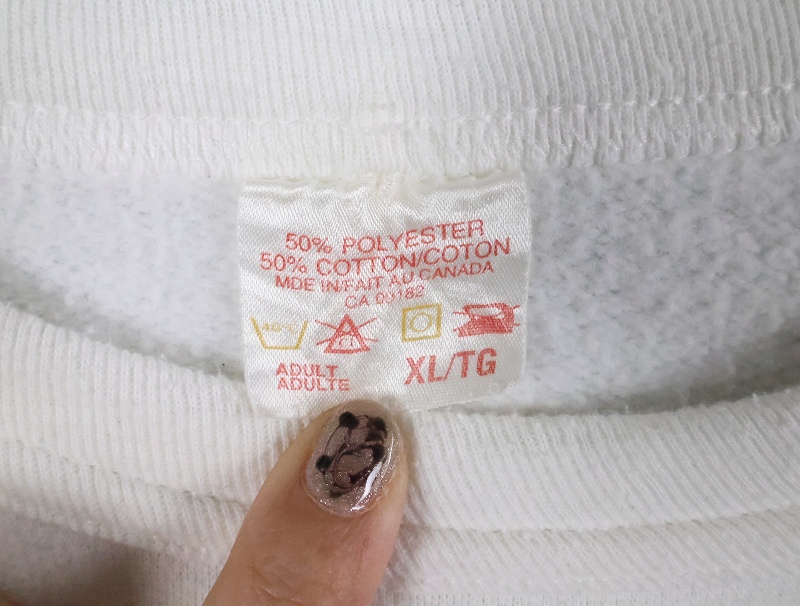 50% POLYESTER
50% COTTON/COTON
MDE IN/FAIT AU CANADA
CA 00182
ADULT
ADULTE
XL/TG